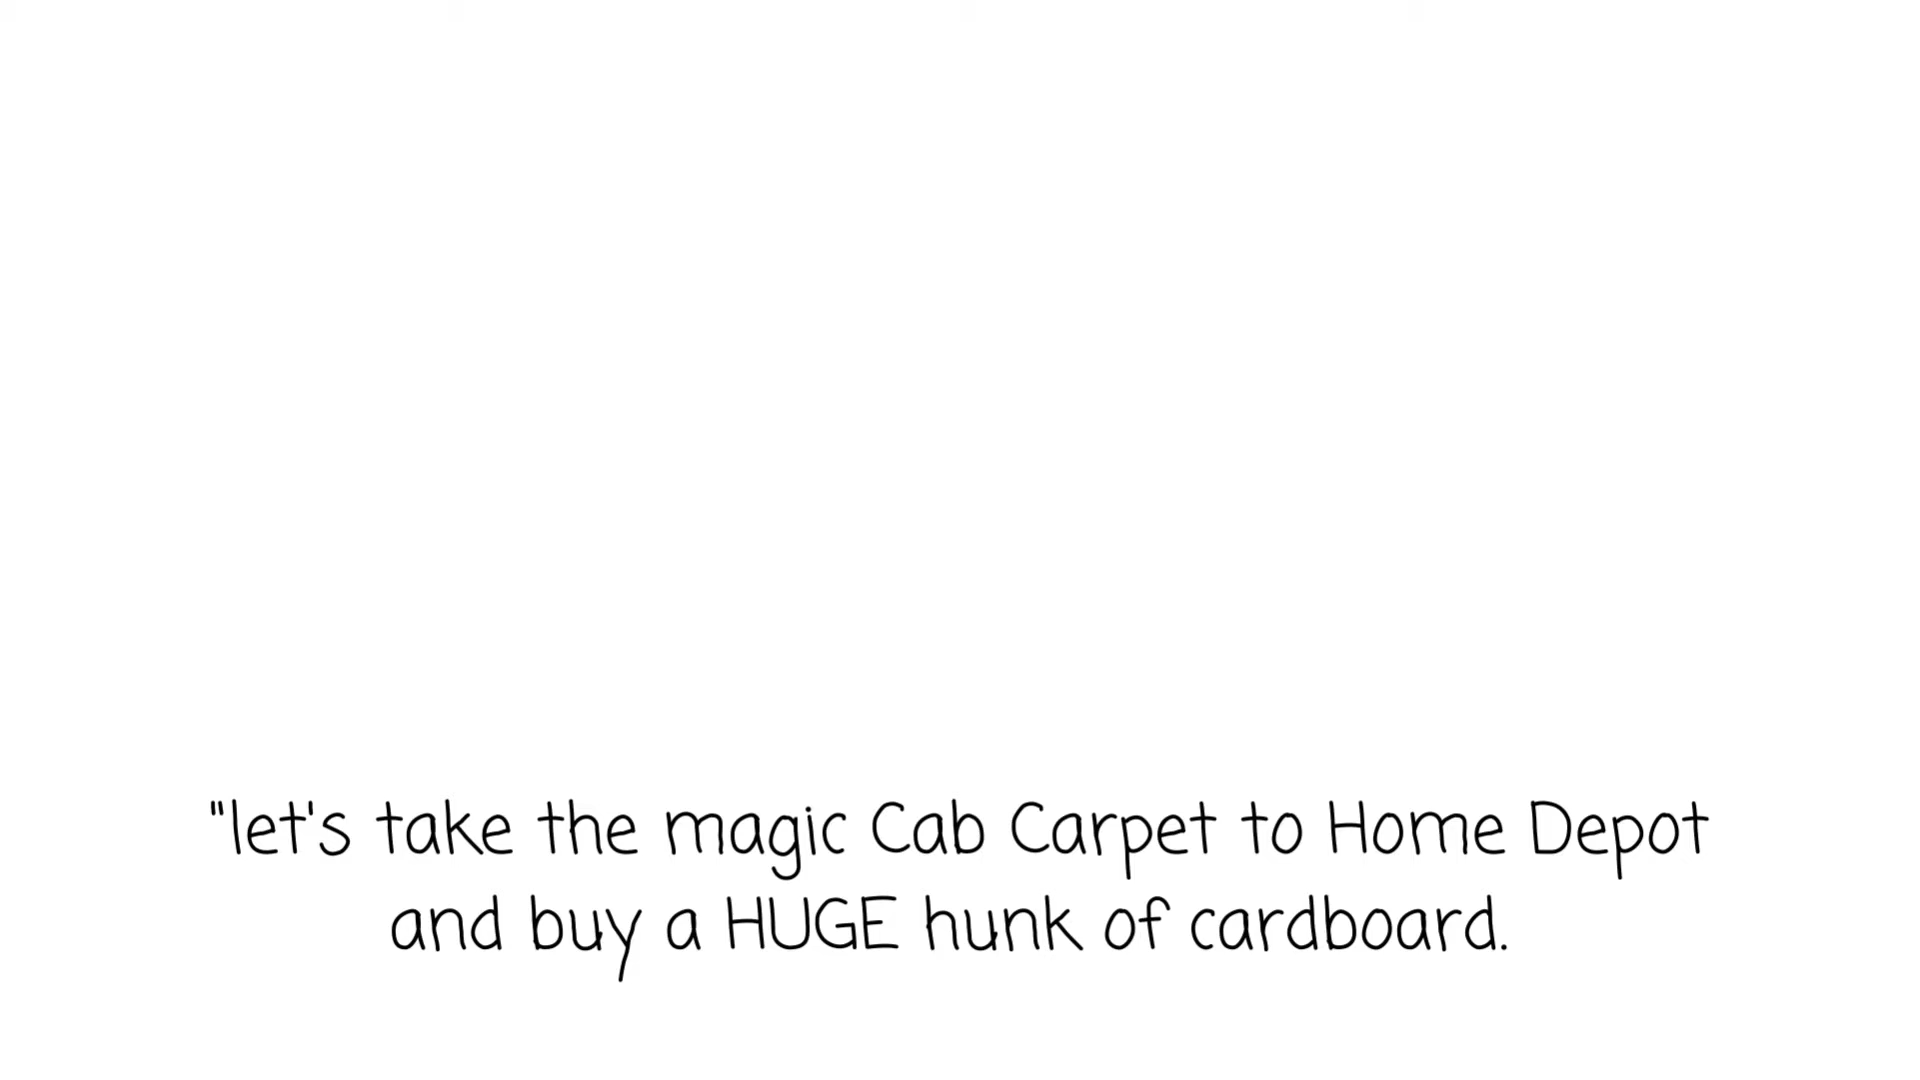 "let's take the magic Cab Carpet to Home Depot
and buy a HUGE hunk of cardboard.